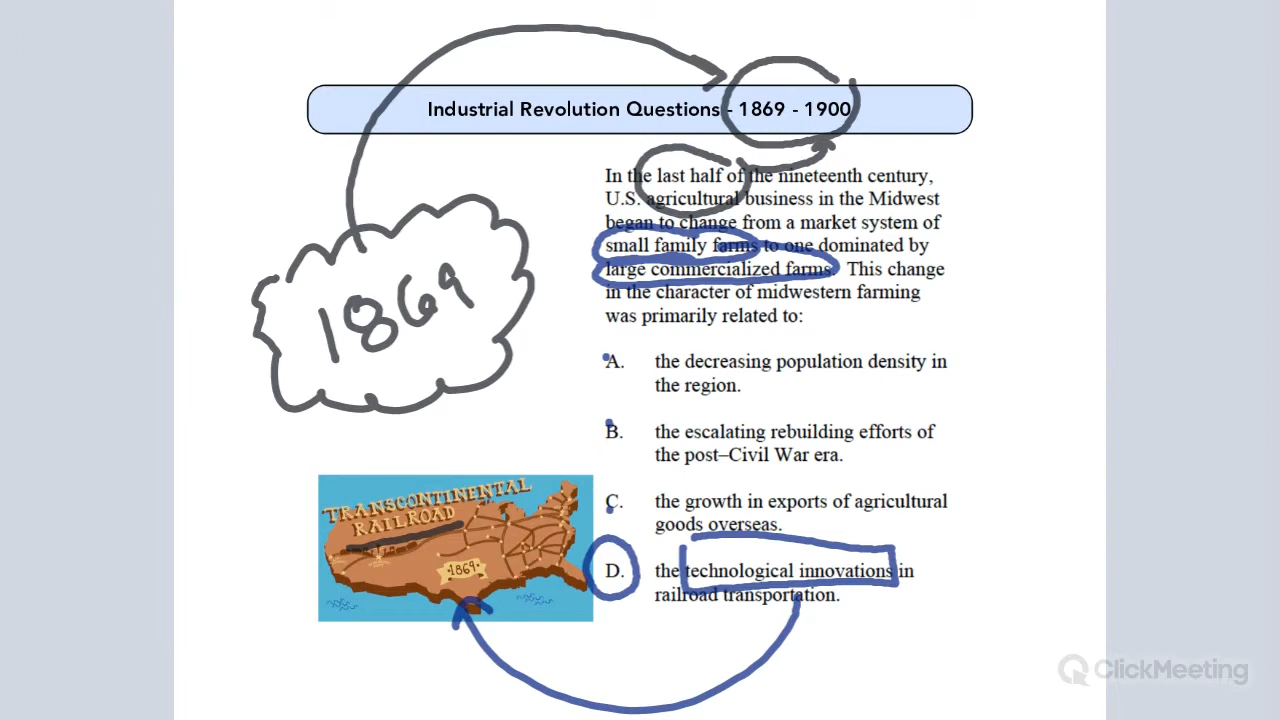 Industrial Revolution Questions - 1869 - 1900
In the last half of the nineteenth century,
U.S. agricultural business in the Midwest
began to change from a market system of
small family farms to one dominated by
large commercialized farms. This change
in the character of midwestern farming
was primarily related to:
1869
A. the decreasing population density in
the region.
B. the escalating rebuilding efforts of
the post–Civil War era.
C. the growth in exports of agricultural
goods overseas.
D. the technological innovations in
railroad transportation.
TRANSCONTINENTAL
RAILROAD
1869
ClickMeeting